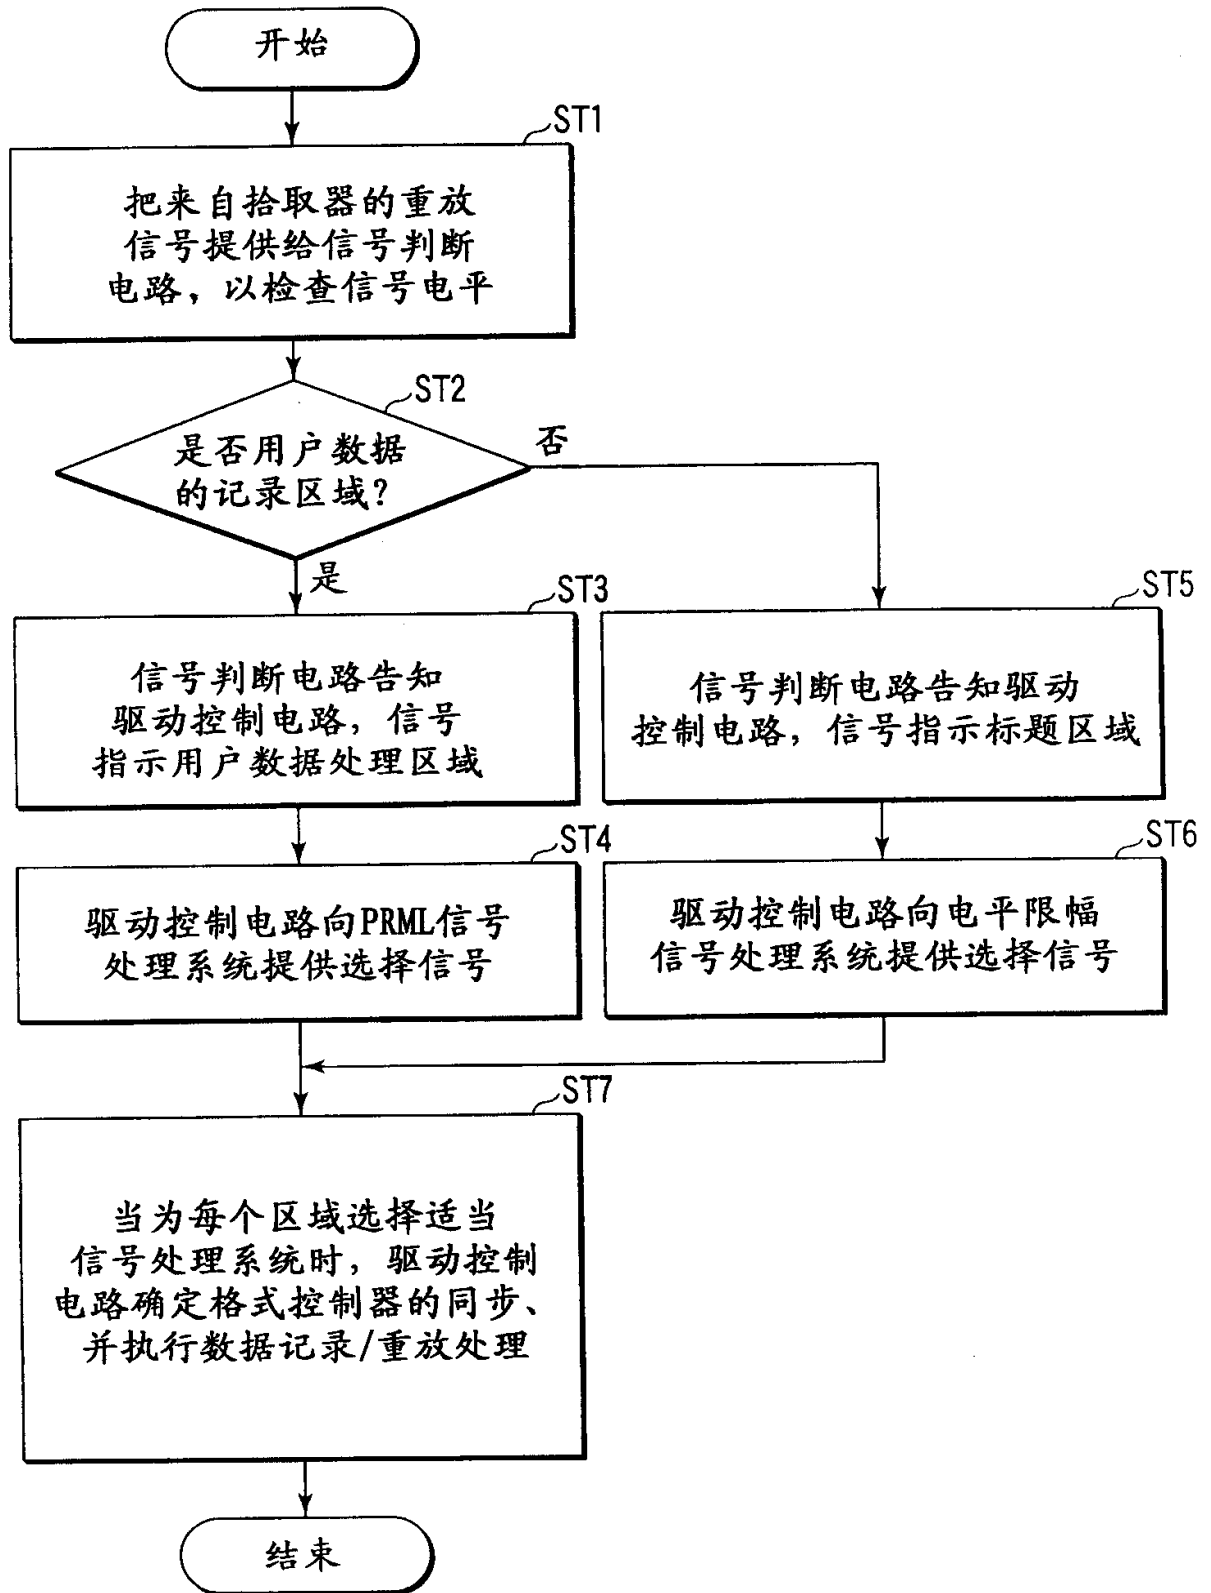 开始
ST1
把来自拾取器的重放
信号提供给信号判断
电路，以检查信号电平
ST2
是否用户数据
的记录区域？
否
是
ST3
信号判断电路告知
驱动控制电路，信号
指示用户数据处理区域
ST5
信号判断电路告知驱动
控制电路，信号指示标题区域
ST4
驱动控制电路向PRML信号
处理系统提供选择信号
ST6
驱动控制电路向电平限幅
信号处理系统提供选择信号
ST7
当为每个区域选择适当
信号处理系统时，驱动控制
电路确定格式控制器的同步、
并执行数据记录/重放处理
结束